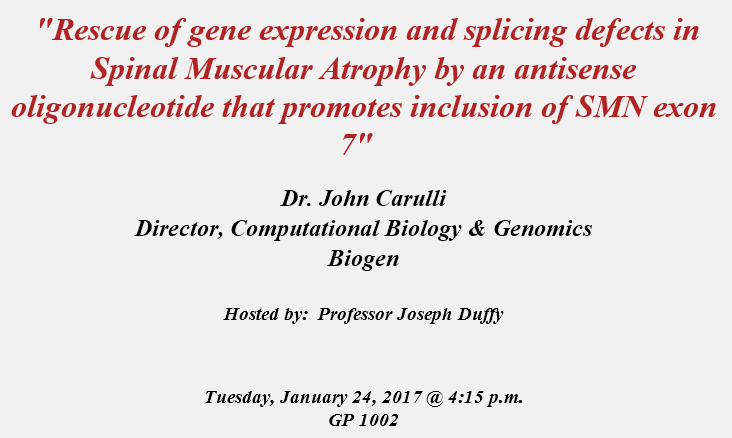 "Rescue of gene expression and splicing defects in
Spinal Muscular Atrophy by an antisense
oligonucleotide that promotes inclusion of SMN exon
7"
Dr. John Carulli
Director, Computational Biology & Genomics
Biogen
Hosted by:  Professor Joseph Duffy
Tuesday, January 24, 2017 @ 4:15 p.m.
GP 1002